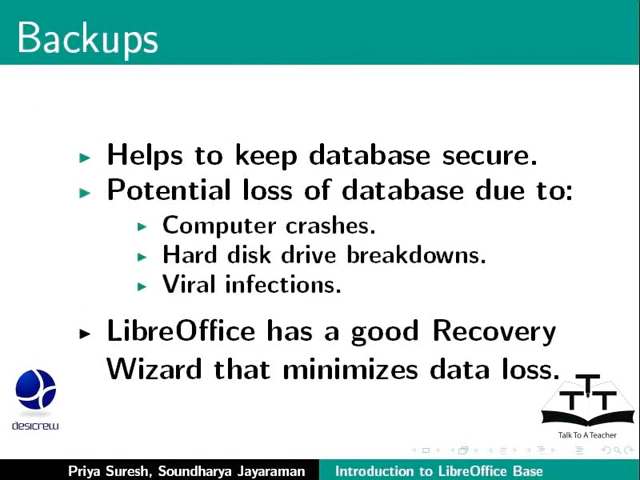 Backups
Helps to keep database secure.
Potential loss of database due to:
Computer crashes.
Hard disk drive breakdowns.
Viral infections.
LibreOffice has a good Recovery
Wizard that minimizes data loss.
desicrew
TTT
Talk To A Teacher
Priya Suresh, Soundharya Jayaraman Introduction to LibreOffice Base